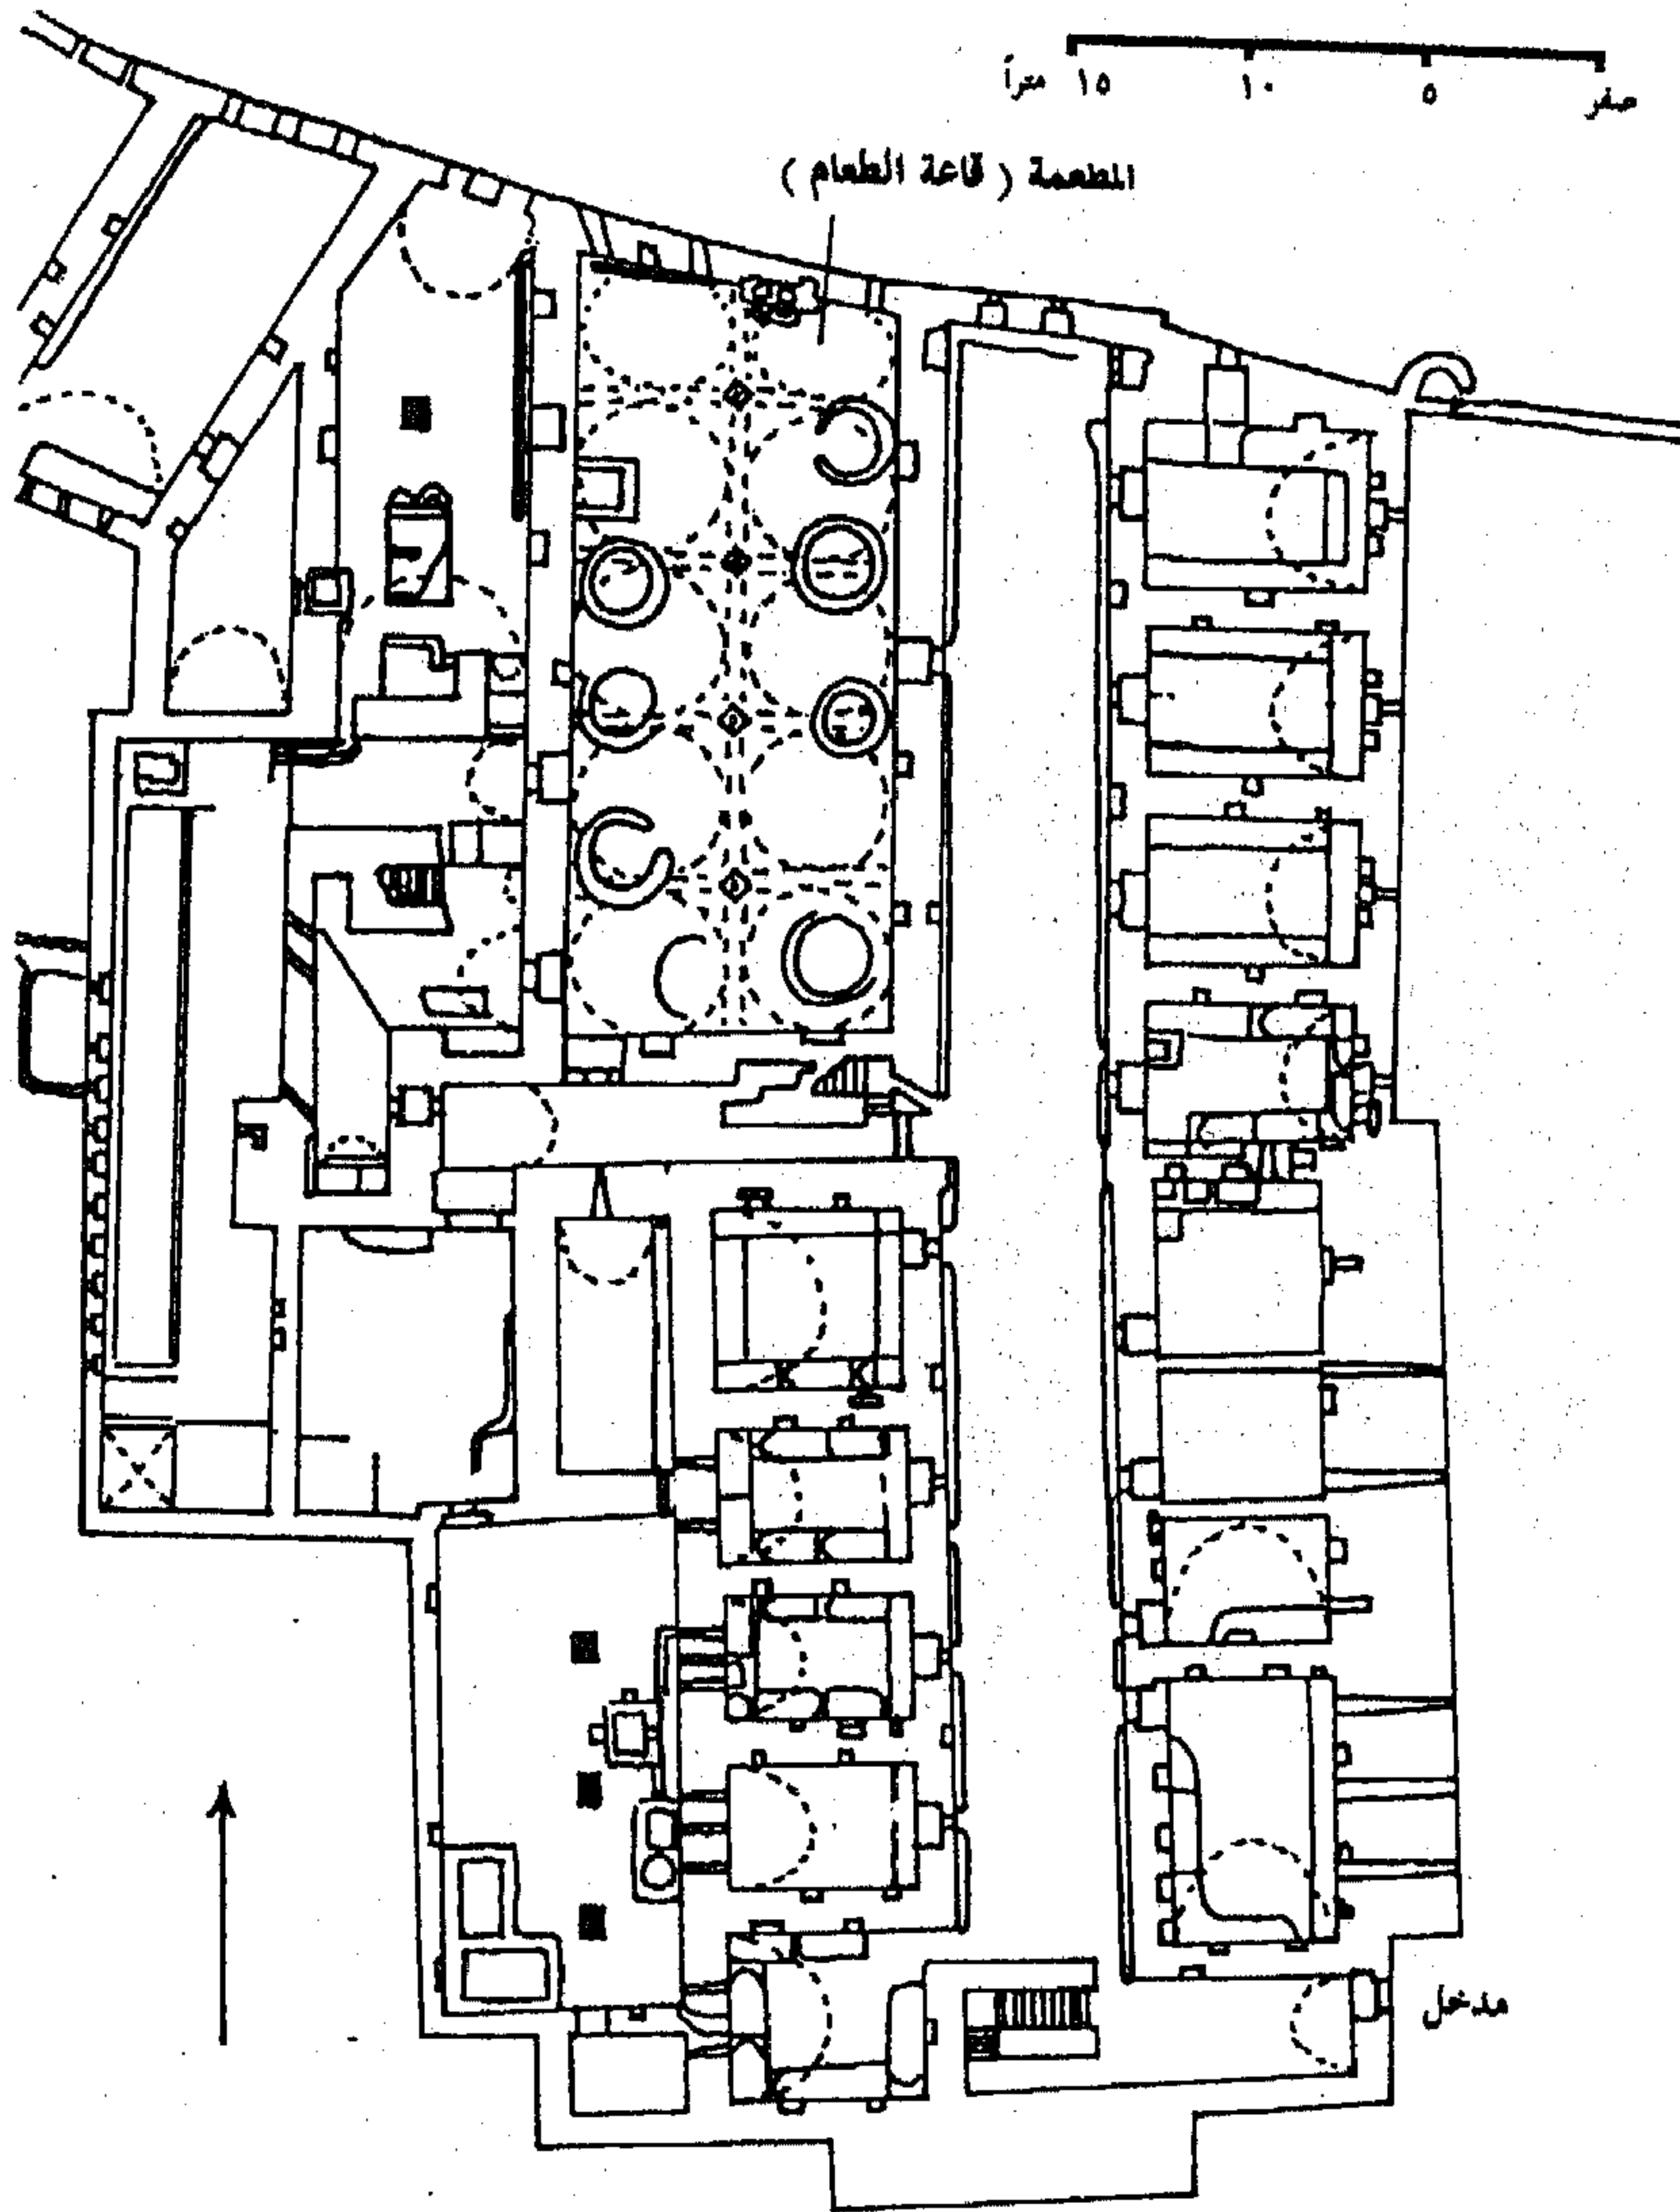 صفر ٥ ١٠ ١٥ متراً
المطعمة ( قاعة الطعام )
مدخل